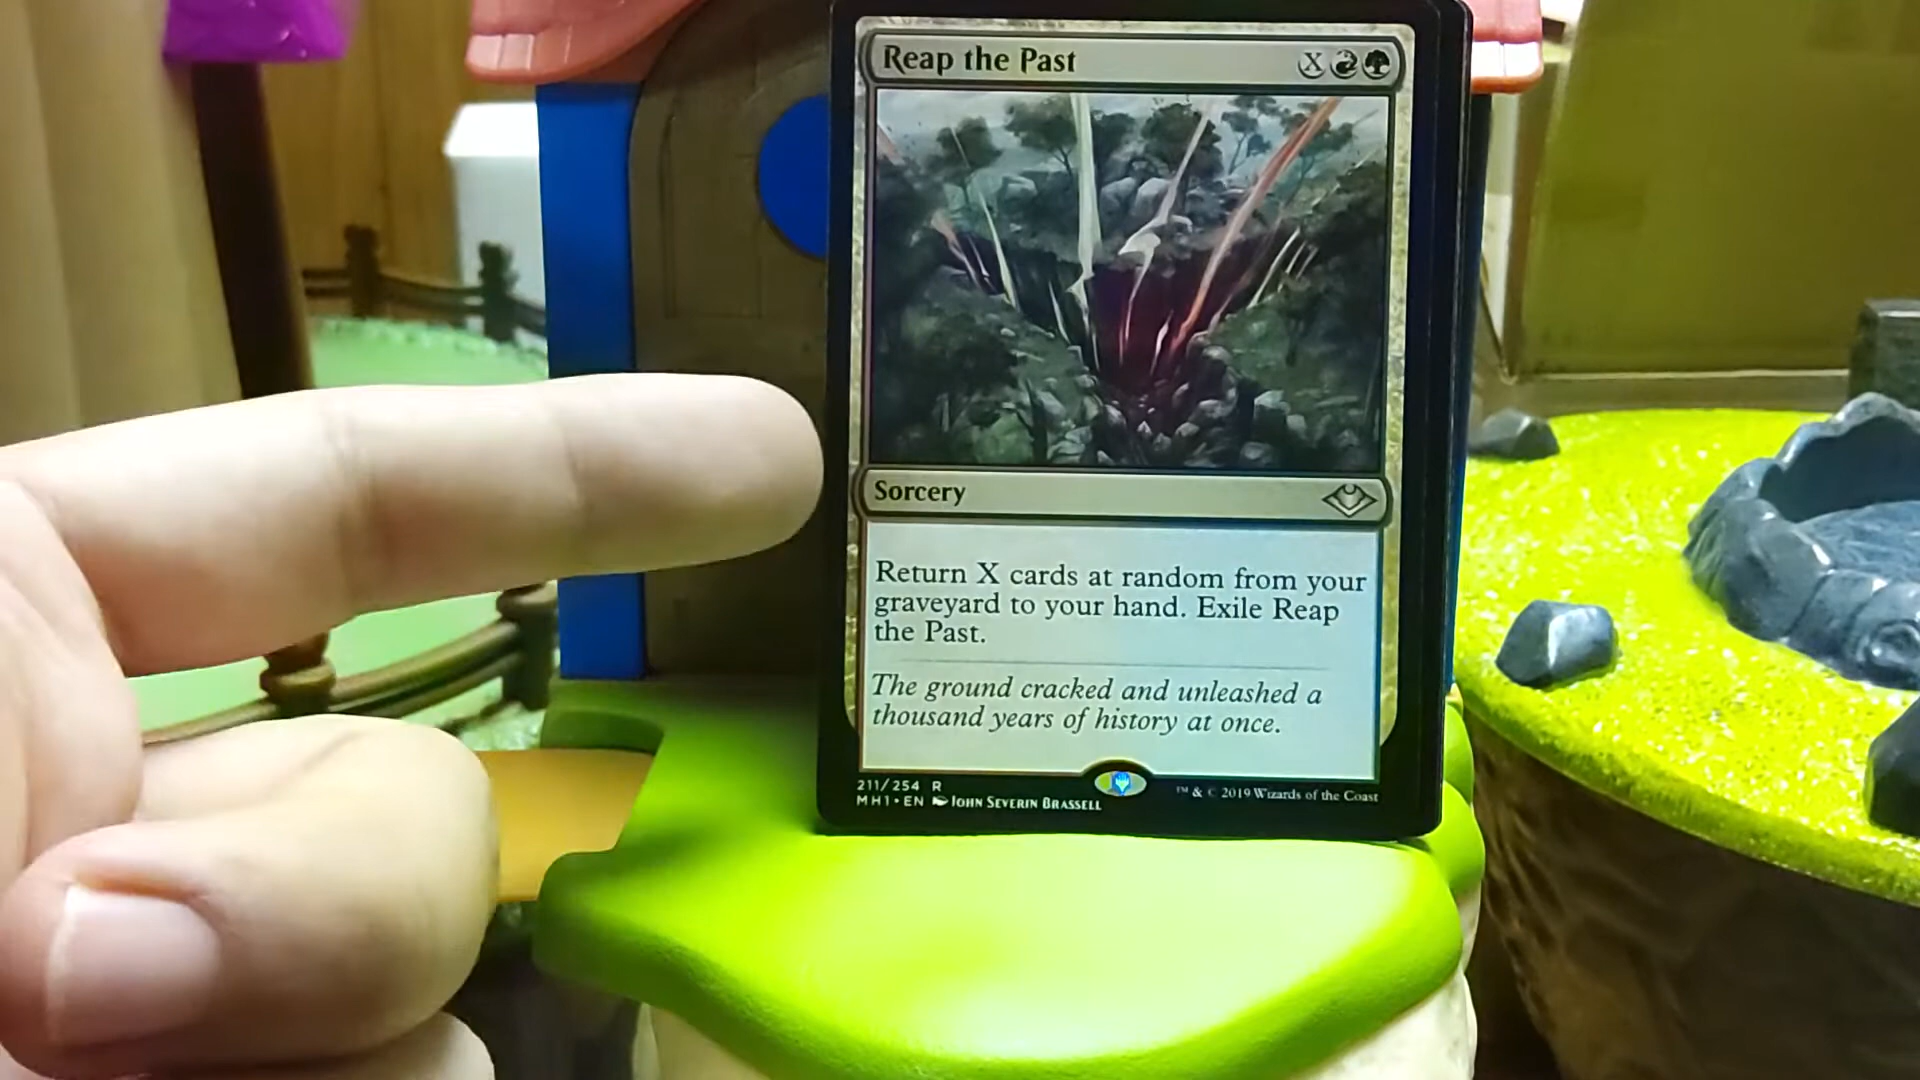 Reap the Past X
Sorcery
Return X cards at random from your
graveyard to your hand. Exile Reap
the Past.
The ground cracked and unleashed a
thousand years of history at once.
211/254 R
MH1 • EN John Severin Brassell
™ & © 2019 Wizards of the Coast